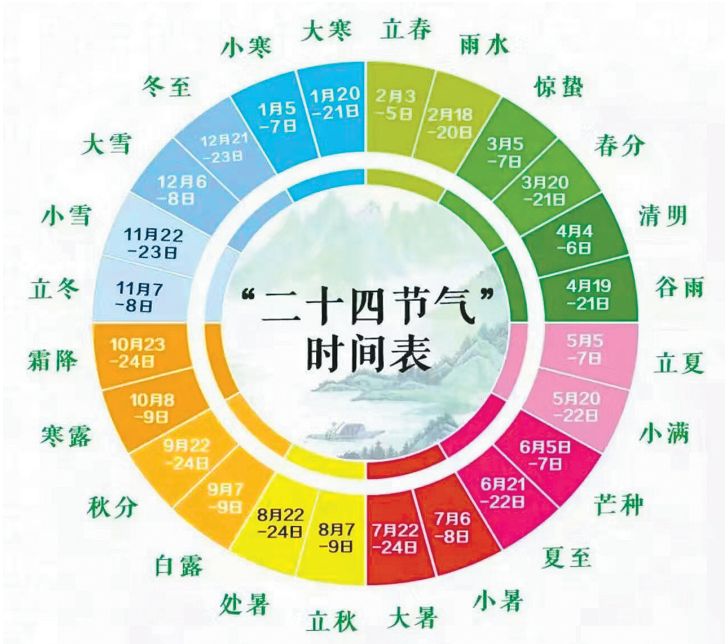 “二十四节气”
时间表
立春
2月3
-5日
雨水
2月18
-20日
惊蛰
3月5
-7日
春分
3月20
-21日
清明
4月4
-6日
谷雨
4月19
-21日
立夏
5月5
-7日
小满
5月20
-22日
芒种
6月5日
-7日
夏至
6月21
-22日
小暑
7月6
-8日
大暑
7月22
-24日
立秋
8月7
-9日
处暑
8月22
-24日
白露
9月7
-9日
秋分
9月22
-24日
寒露
10月8
-9日
霜降
10月23
-24日
立冬
11月7
-8日
小雪
11月22
-23日
大雪
12月6
-8日
冬至
12月21
-23日
小寒
1月5
-7日
大寒
1月20
-21日